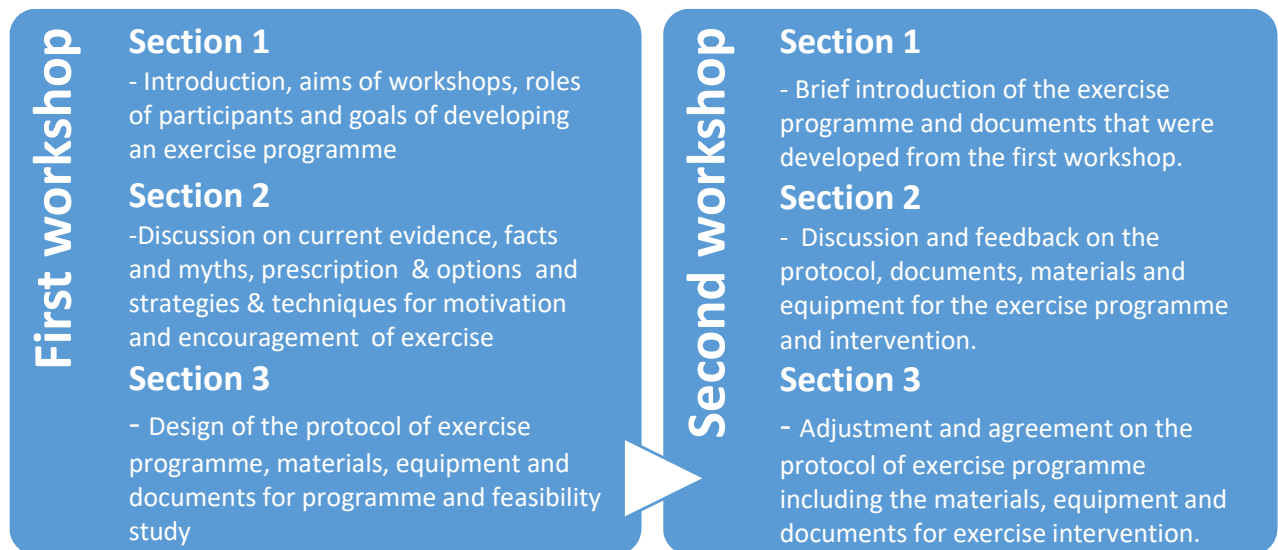 First workshop
Section 1
- Introduction, aims of workshops, roles
of participants and goals of developing
an exercise programme
Section 2
-Discussion on current evidence, facts
and myths, prescription & options and
strategies & techniques for motivation
and encouragement of exercise
Section 3
- Design of the protocol of exercise
programme, materials, equipment and
documents for programme and feasibility
study
Second workshop
Section 1
- Brief introduction of the exercise
programme and documents that were
developed from the first workshop.
Section 2
- Discussion and feedback on the
protocol, documents, materials and
equipment for the exercise programme
and intervention.
Section 3
- Adjustment and agreement on the
protocol of exercise programme
including the materials, equipment and
documents for exercise intervention.